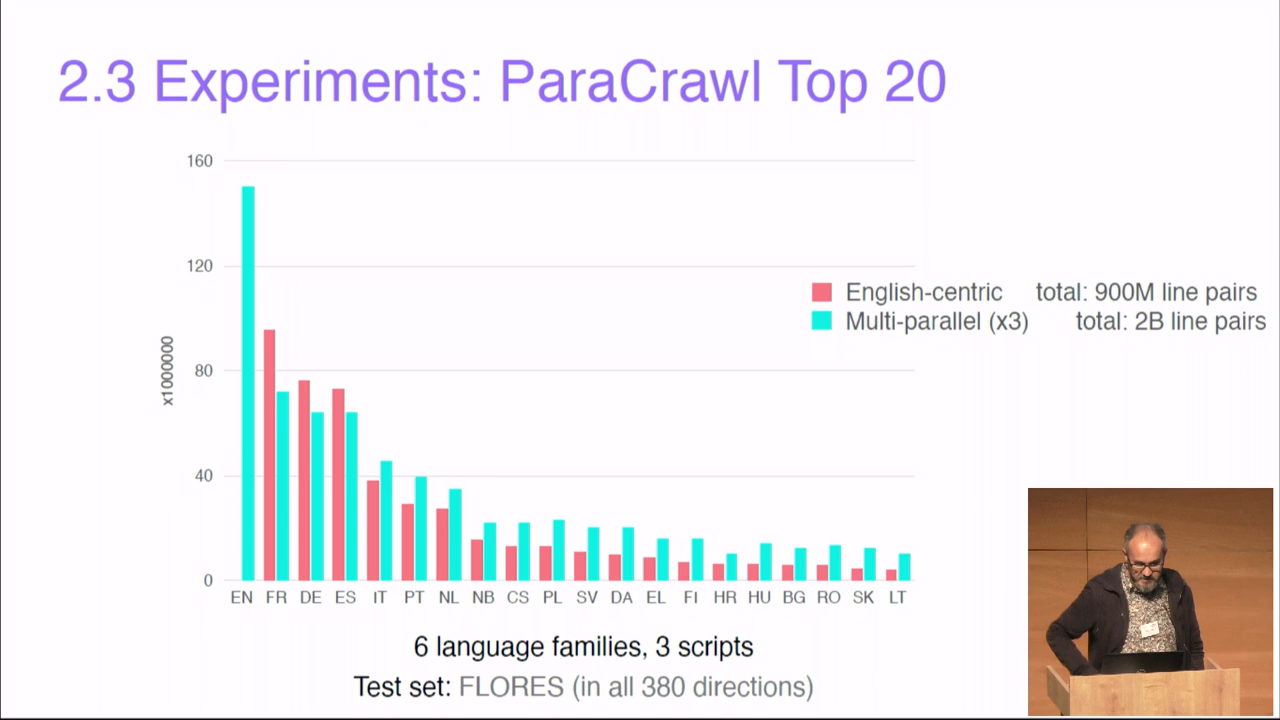 2.3 Experiments: ParaCrawl Top 20
160
120
80
40
0
x1000000
English-centric total: 900M line pairs
Multi-parallel (x3) total: 2B line pairs
EN FR DE ES IT PT NL NB CS PL SV DA EL FI HR HU BG RO SK LT
6 language families, 3 scripts
Test set: FLORES (in all 380 directions)